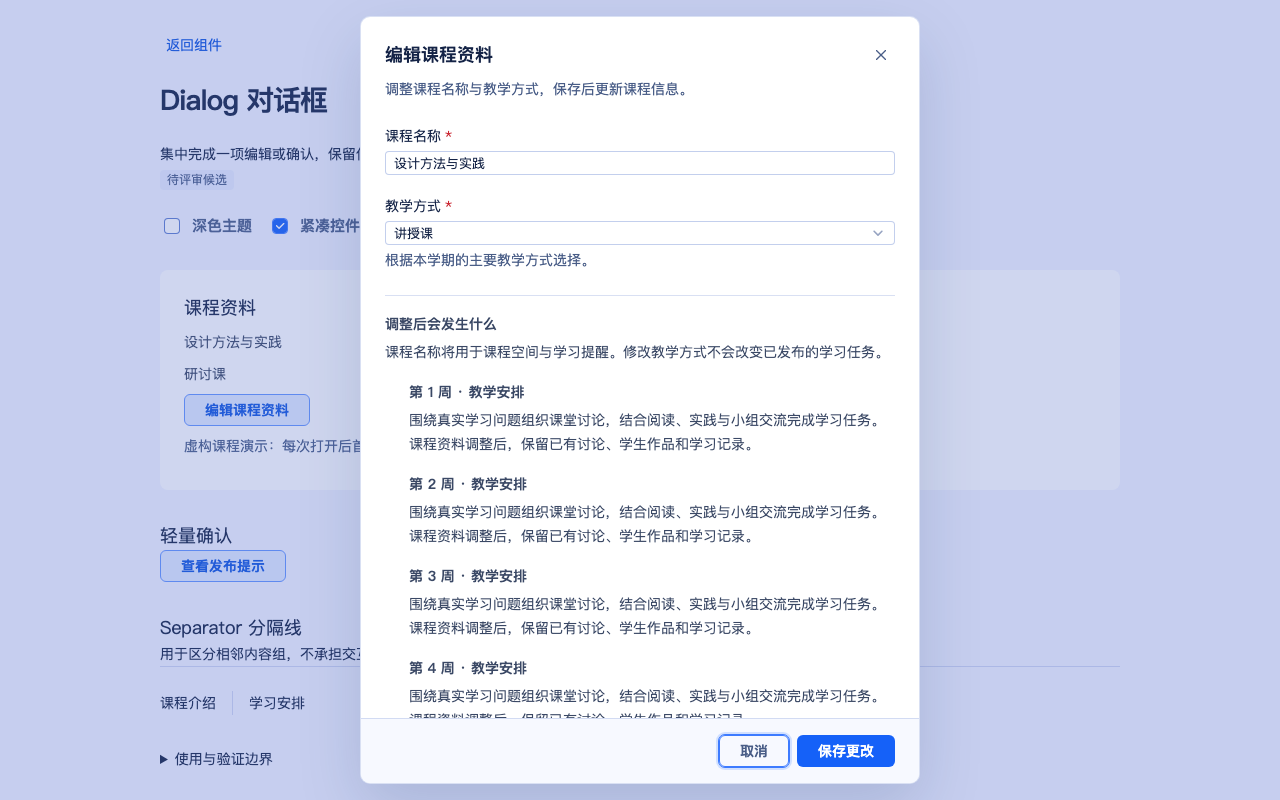 返回组件
Dialog 对话框
集中完成一项编辑或确认，保留
待评审候选
深色主题
紧凑控件
课程资料
设计方法与实践
研讨课
编辑课程资料
虚构课程演示：每次打开后
轻量确认
查看发布提示
Separator 分隔线
用于区分相邻内容组，不承担交
课程介绍
学习安排
使用与验证边界
编辑课程资料
调整课程名称与教学方式，保存后更新课程信息。
课程名称 *
设计方法与实践
教学方式 *
讲授课
根据本学期的主要教学方式选择。
调整后会发生什么
课程名称将用于课程空间与学习提醒。修改教学方式不会改变已发布的学习任务。
第 1 周 · 教学安排
围绕真实学习问题组织课堂讨论，结合阅读、实践与小组交流完成学习任务。
课程资料调整后，保留已有讨论、学生作品和学习记录。
第 2 周 · 教学安排
围绕真实学习问题组织课堂讨论，结合阅读、实践与小组交流完成学习任务。
课程资料调整后，保留已有讨论、学生作品和学习记录。
第 3 周 · 教学安排
围绕真实学习问题组织课堂讨论，结合阅读、实践与小组交流完成学习任务。
课程资料调整后，保留已有讨论、学生作品和学习记录。
第 4 周 · 教学安排
围绕真实学习问题组织课堂讨论，结合阅读、实践与小组交流完成学习任务。
取消
保存更改